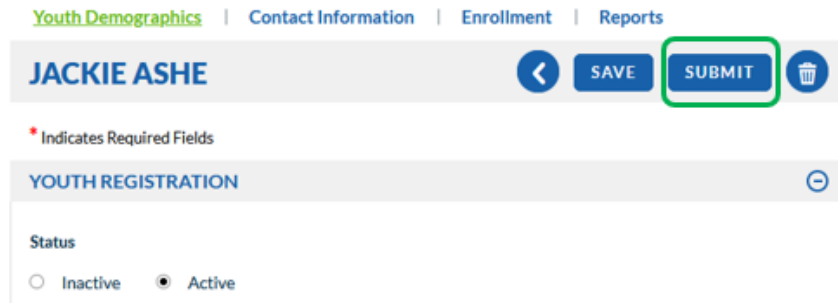 Youth Demographics | Contact Information | Enrollment | Reports
JACKIE ASHE SAVE SUBMIT
* Indicates Required Fields
YOUTH REGISTRATION
Status
Inactive Active